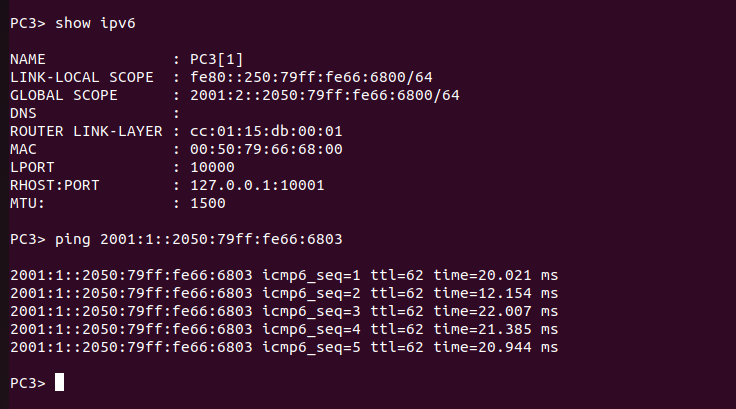 PC3> show ipv6
NAME : PC3[1]
LINK-LOCAL SCOPE : fe80::250:79ff:fe66:6800/64
GLOBAL SCOPE : 2001:2::2050:79ff:fe66:6800/64
DNS :
ROUTER LINK-LAYER : cc:01:15:db:00:01
MAC : 00:50:79:66:68:00
LPORT : 10000
RHOST:PORT : 127.0.0.1:10001
MTU: : 1500
PC3> ping 2001:1::2050:79ff:fe66:6803
2001:1::2050:79ff:fe66:6803 icmp6_seq=1 ttl=62 time=20.021 ms
2001:1::2050:79ff:fe66:6803 icmp6_seq=2 ttl=62 time=12.154 ms
2001:1::2050:79ff:fe66:6803 icmp6_seq=3 ttl=62 time=22.007 ms
2001:1::2050:79ff:fe66:6803 icmp6_seq=4 ttl=62 time=21.385 ms
2001:1::2050:79ff:fe66:6803 icmp6_seq=5 ttl=62 time=20.944 ms
PC3>